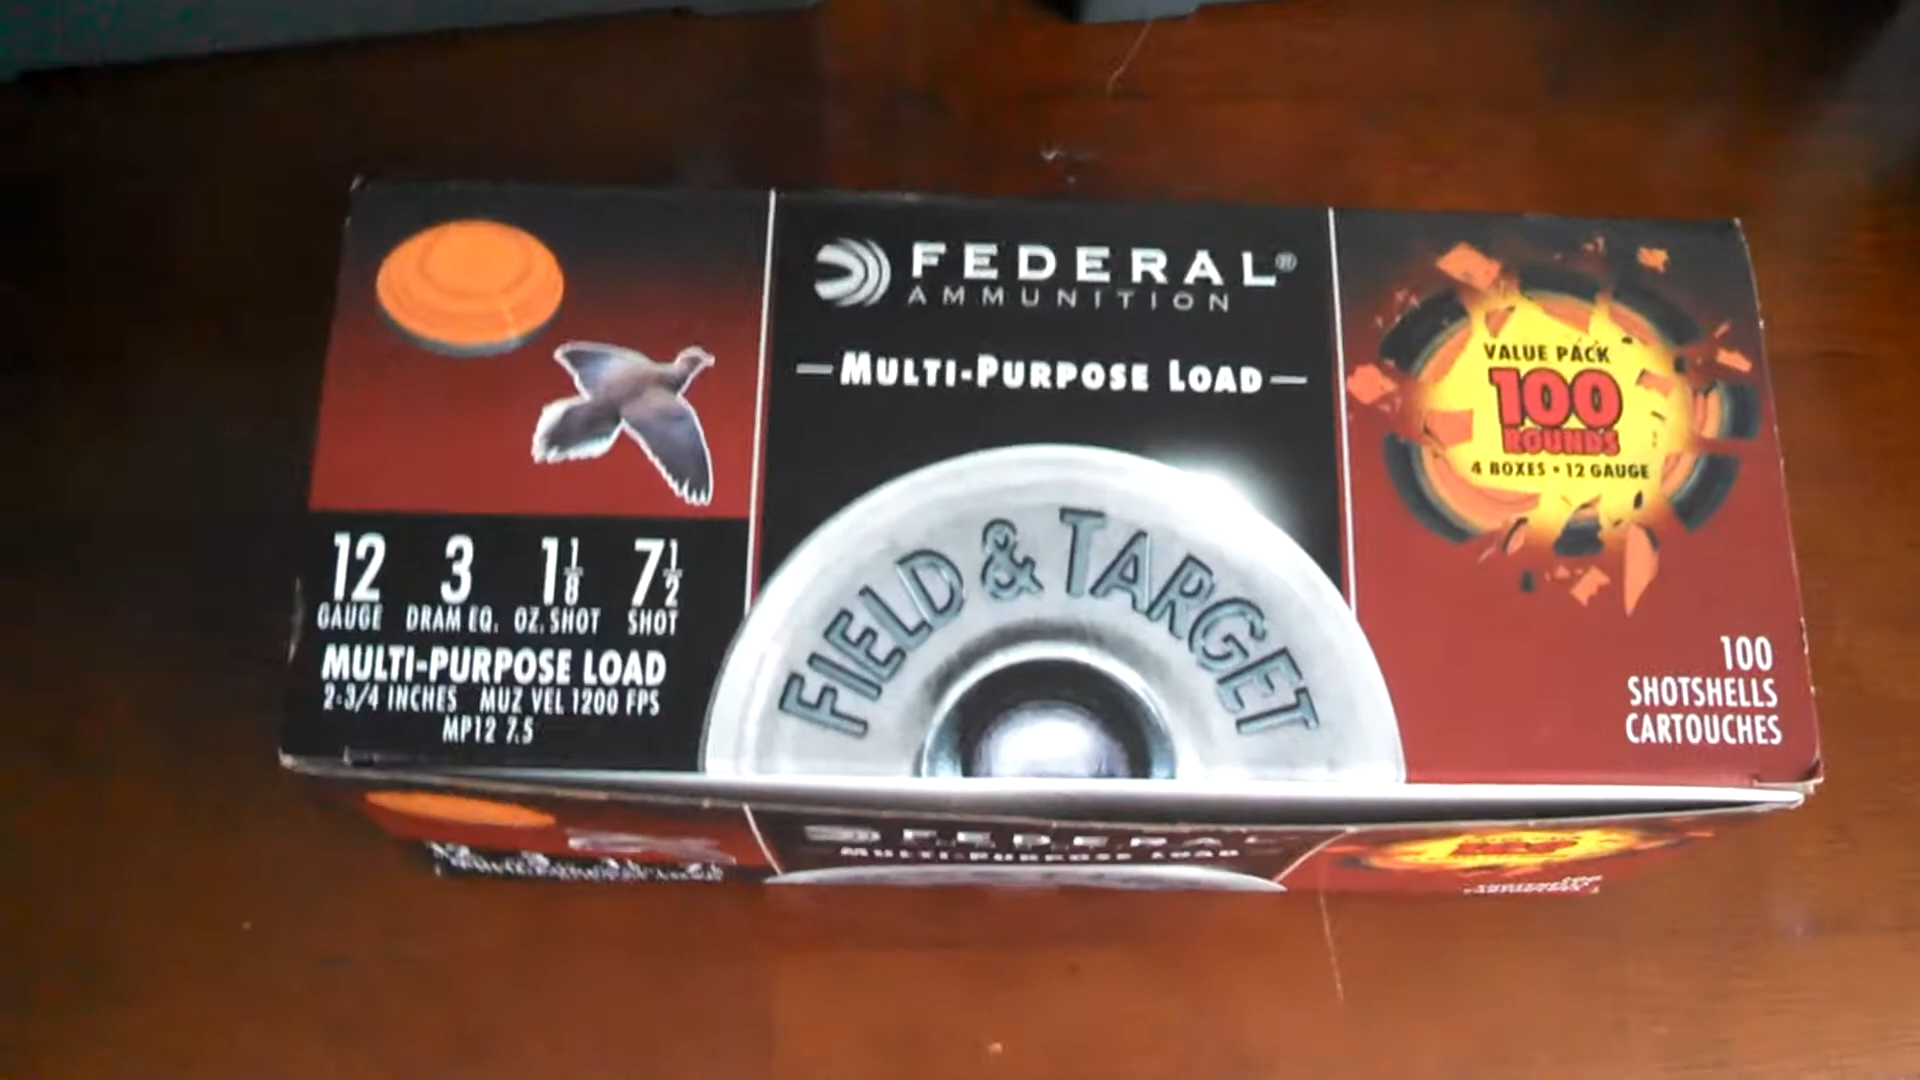 FEDERAL®
AMMUNITION
MULTI-PURPOSE LOAD
FIELD & TARGET
VALUE PACK
100
ROUNDS
4 BOXES • 12 GAUGE
12 3 1 1/8 7 1/2
GAUGE DRAM EQ. OZ. SHOT SHOT
MULTI-PURPOSE LOAD
2-3/4 INCHES MUZ VEL 1200 FPS
MP12 7.5
100
SHOTSHELLS
CARTOUCHES
FEDERAL
MULTI-PURPOSE LOAD